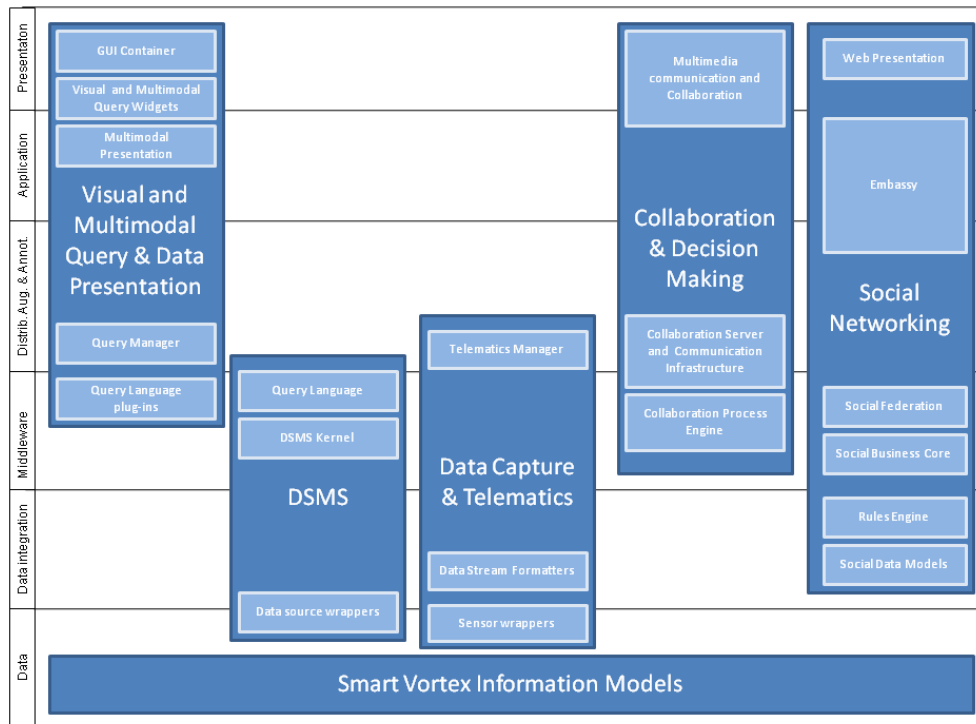 Presentaton
Application
Distrib. Aug. & Annot.
Middleware
Data integration
Data
GUI Container
Visual and Multimodal
Query Widgets
Multimodal
Presentation
Visual and
Multimodal
Query & Data
Presentation
Query Manager
Query Language
plug-ins
Query Language
DSMS Kernel
DSMS
Data source wrappers
Telematics Manager
Data Capture
& Telematics
Data Stream Formatters
Sensor wrappers
Multimedia
communication and
Collaboration
Collaboration
& Decision
Making
Collaboration Server
and Communication
Infrastructure
Collaboration Process
Engine
Web Presentation
Embassy
Social
Networking
Social Federation
Social Business Core
Rules Engine
Social Data Models
Smart Vortex Information Models